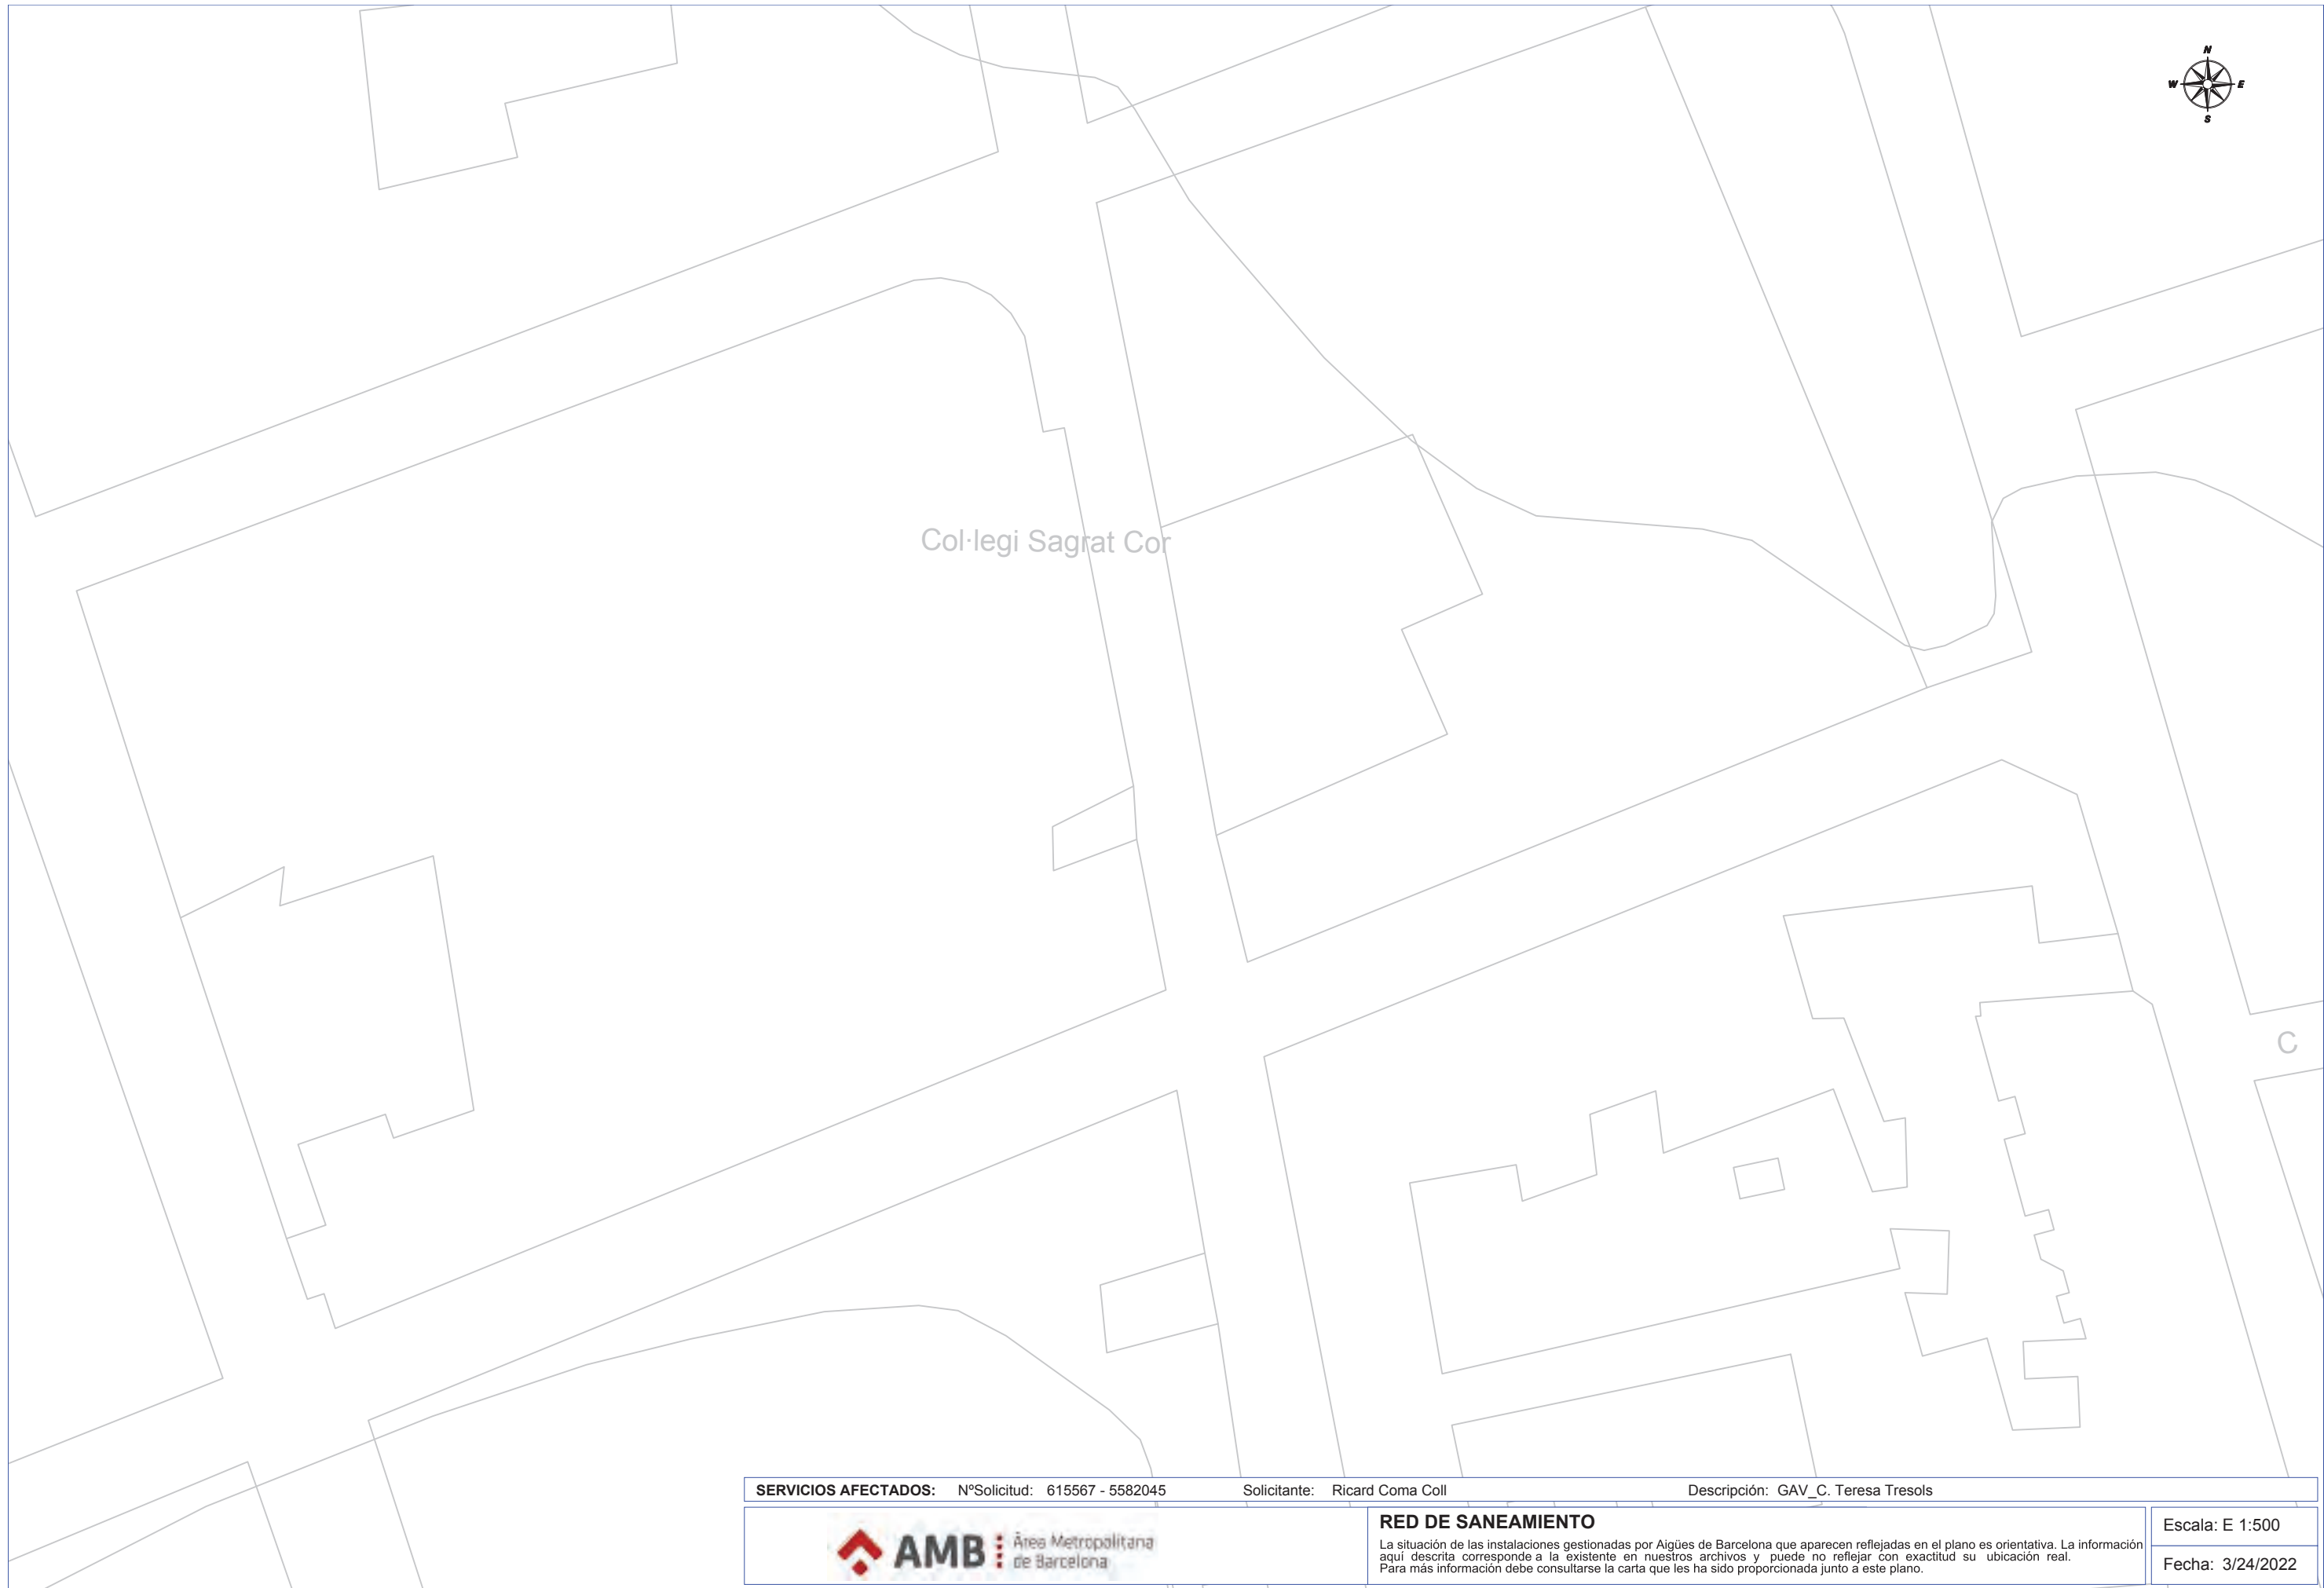 N
W E
S
Col·legi Sagrat Cor
C
SERVICIOS AFECTADOS: NºSolicitud: 615567 - 5582045 Solicitante: Ricard Coma Coll Descripción: GAV_C. Teresa Tresols
AMB Àrea Metropolitana
de Barcelona
RED DE SANEAMIENTO
La situación de las instalaciones gestionadas por Aigües de Barcelona que aparecen reflejadas en el plano es orientativa. La información
aquí descrita corresponde a la existente en nuestros archivos y puede no reflejar con exactitud su ubicación real.
Para más información debe consultarse la carta que les ha sido proporcionada junto a este plano.
Escala: E 1:500
Fecha: 3/24/2022